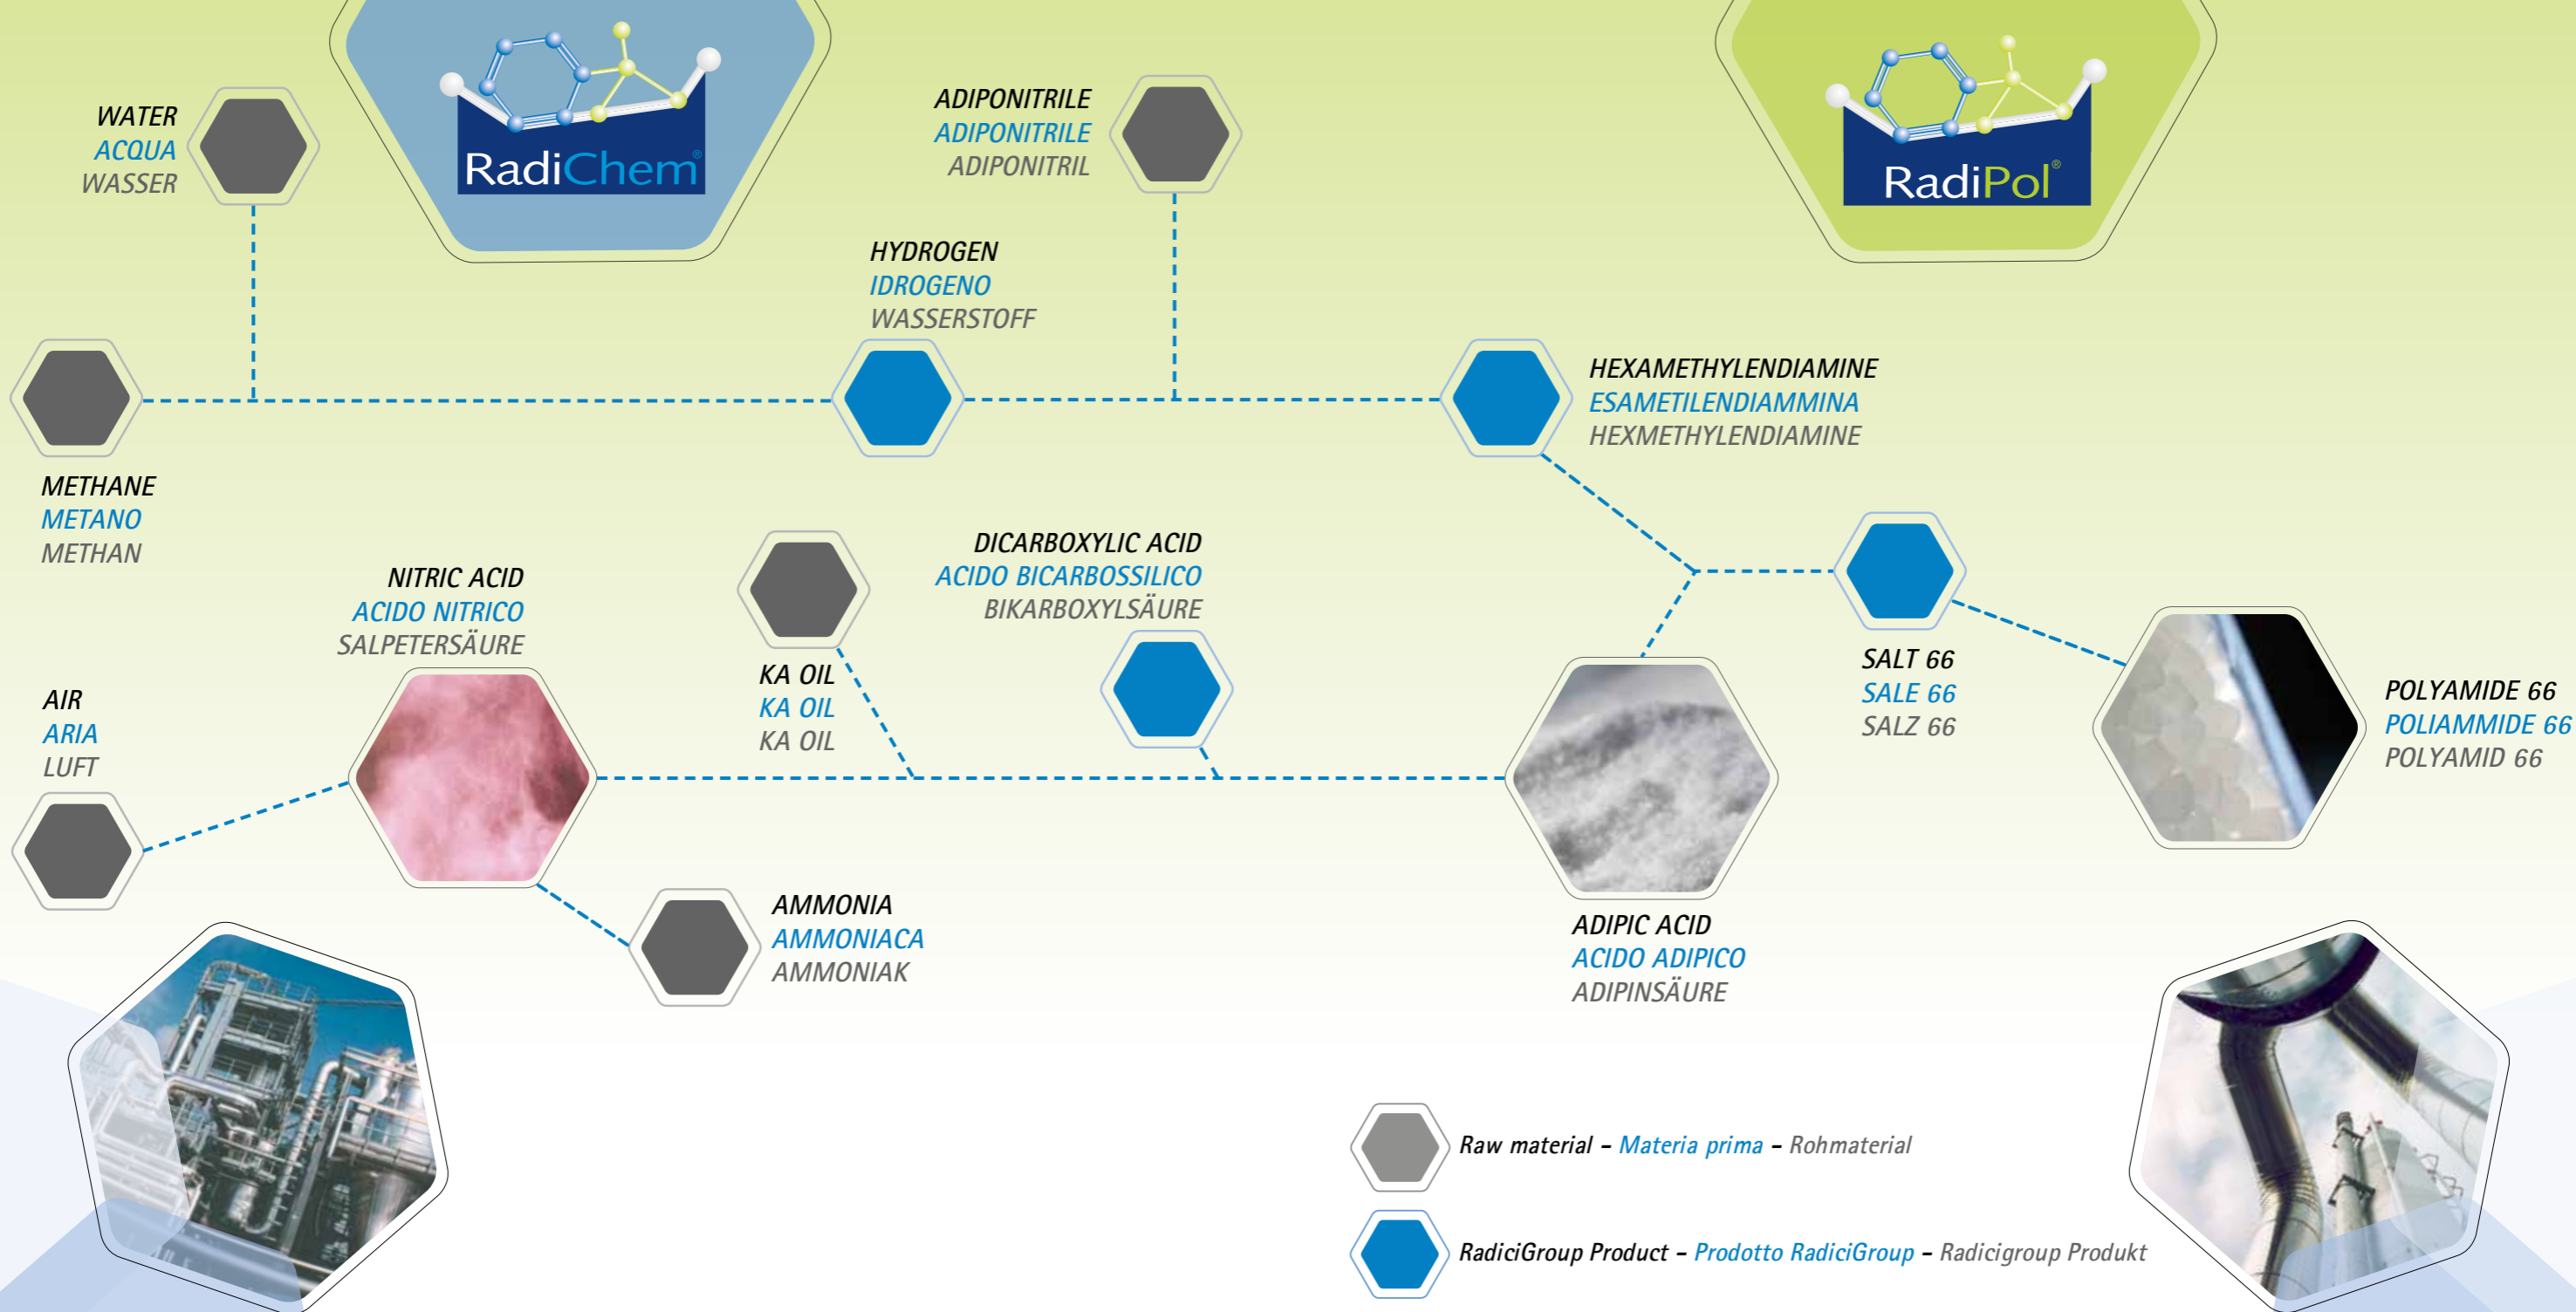 RadiChem®
RadiPol®
WATER
ACQUA
WASSER
ADIPONITRILE
ADIPONITRILE
ADIPONITRIL
HYDROGEN
IDROGENO
WASSERSTOFF
HEXAMETHYLENDIAMINE
ESAMETILENDIAMMINA
HEXMETHYLENDIAMINE
METHANE
METANO
METHAN
NITRIC ACID
ACIDO NITRICO
SALPETERSÄURE
KA OIL
KA OIL
KA OIL
DICARBOXYLIC ACID
ACIDO BICARBOSSILICO
BIKARBOXYLSÄURE
SALT 66
SALE 66
SALZ 66
POLYAMIDE 66
POLIAMMIDE 66
POLYAMID 66
AIR
ARIA
LUFT
AMMONIA
AMMONIACA
AMMONIAK
ADIPIC ACID
ACIDO ADIPICO
ADIPINSÄURE
Raw material – Materia prima – Rohmaterial
RadiciGroup Product – Prodotto RadiciGroup – Radicigroup Produkt